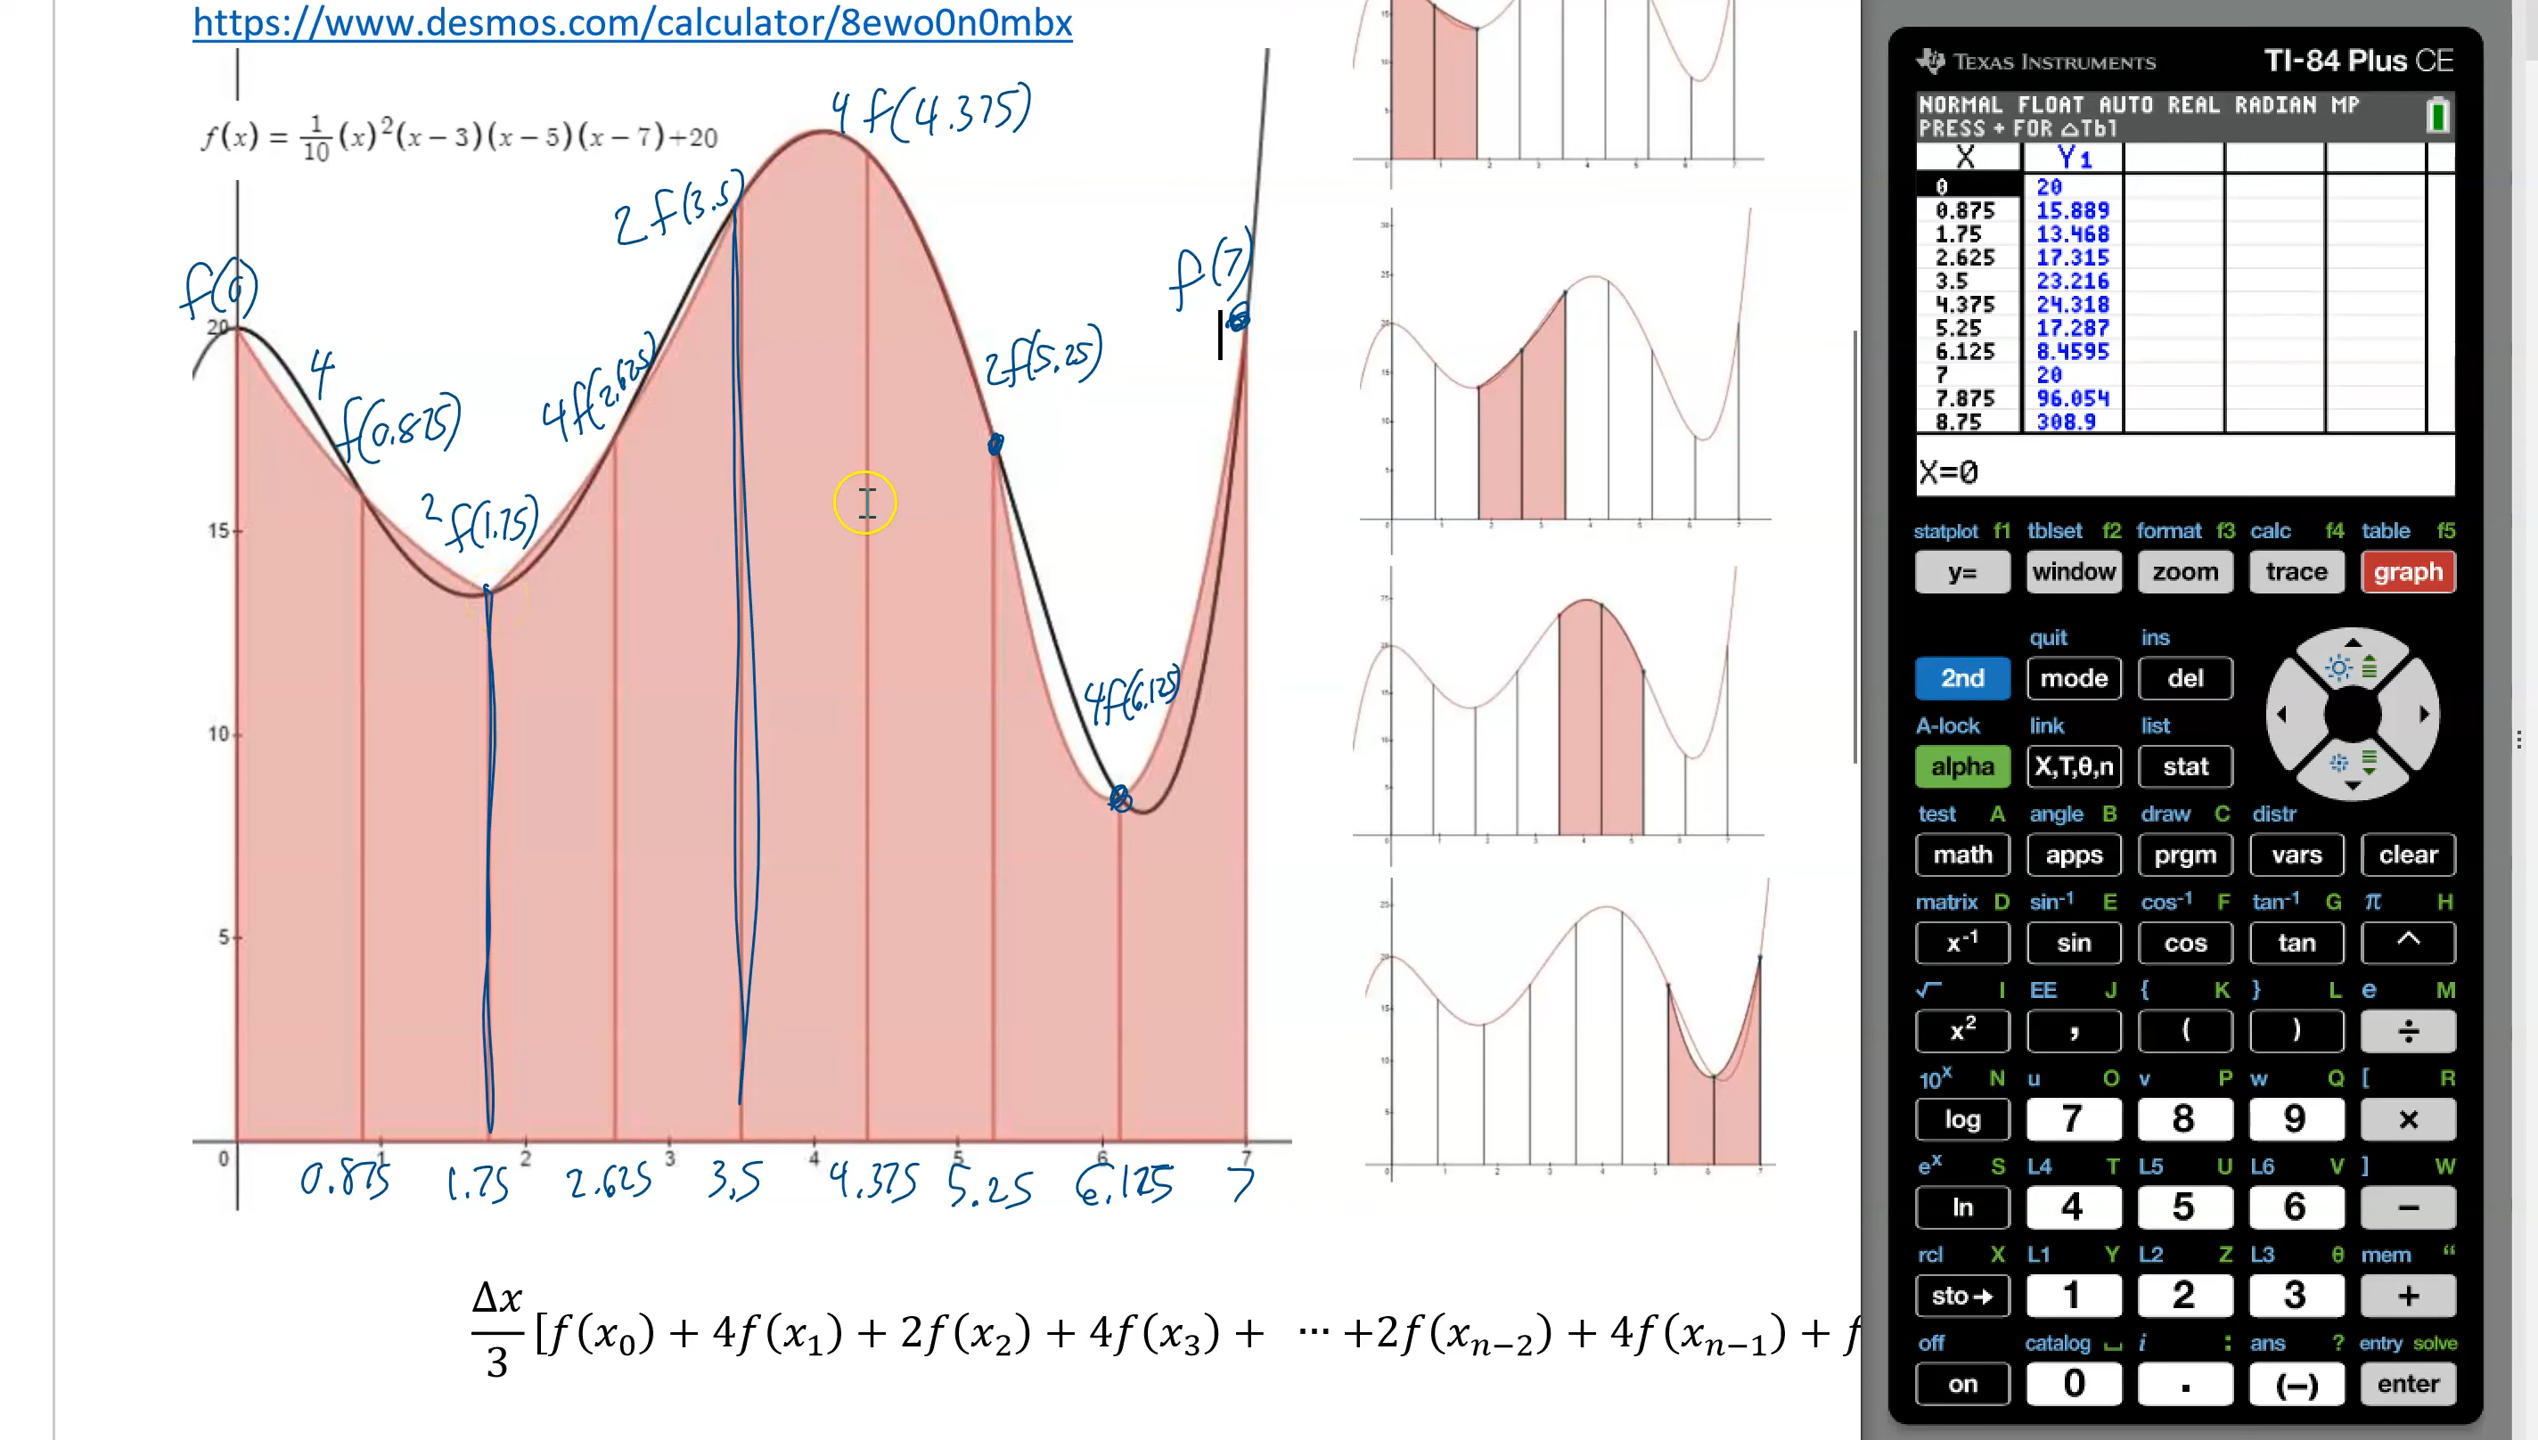 https://www.desmos.com/calculator/8ewo0n0mbx
f(x) = 1/10 (x)²(x − 3)(x − 5)(x − 7)+20
4 f(4.375)
2 f(3.5)
f(0)
f(7)
20
4
f(0.875)
4f(2.625)
2f(5.25)
2
f(1.75)
15
4f(6.125)
10
5
0 1 2 3 4 5 6 7
0.875 1.75 2.625 3.5 4.375 5.25 6.125 7
Δx/3 [f(x₀) + 4f(x₁) + 2f(x₂) + 4f(x₃) + ⋯ +2f(xₙ₋₂) + 4f(xₙ₋₁) + f
TEXAS INSTRUMENTS TI-84 Plus CE
NORMAL FLOAT AUTO REAL RADIAN MP
PRESS + FOR △Tbl
X Y1
0 20
0.875 15.889
1.75 13.468
2.625 17.315
3.5 23.216
4.375 24.318
5.25 17.287
6.125 8.4595
7 20
7.875 96.054
8.75 308.9
X=0
statplot f1 tblset f2 format f3 calc f4 table f5
y= window zoom trace graph
quit ins
2nd mode del
A-lock link list
alpha X,T,θ,n stat
test A angle B draw C distr
math apps prgm vars clear
matrix D sin⁻¹ E cos⁻¹ F tan⁻¹ G π H
x⁻¹ sin cos tan ^
√ I EE J { K } L e M
x² , ( ) ÷
10ˣ N u O v P w Q [ R
log 7 8 9 ×
eˣ S L4 T L5 U L6 V ] W
ln 4 5 6 −
rcl X L1 Y L2 Z L3 θ mem “
sto→ 1 2 3 +
off catalog ⎵ i : ans ? entry solve
on 0 . (−) enter